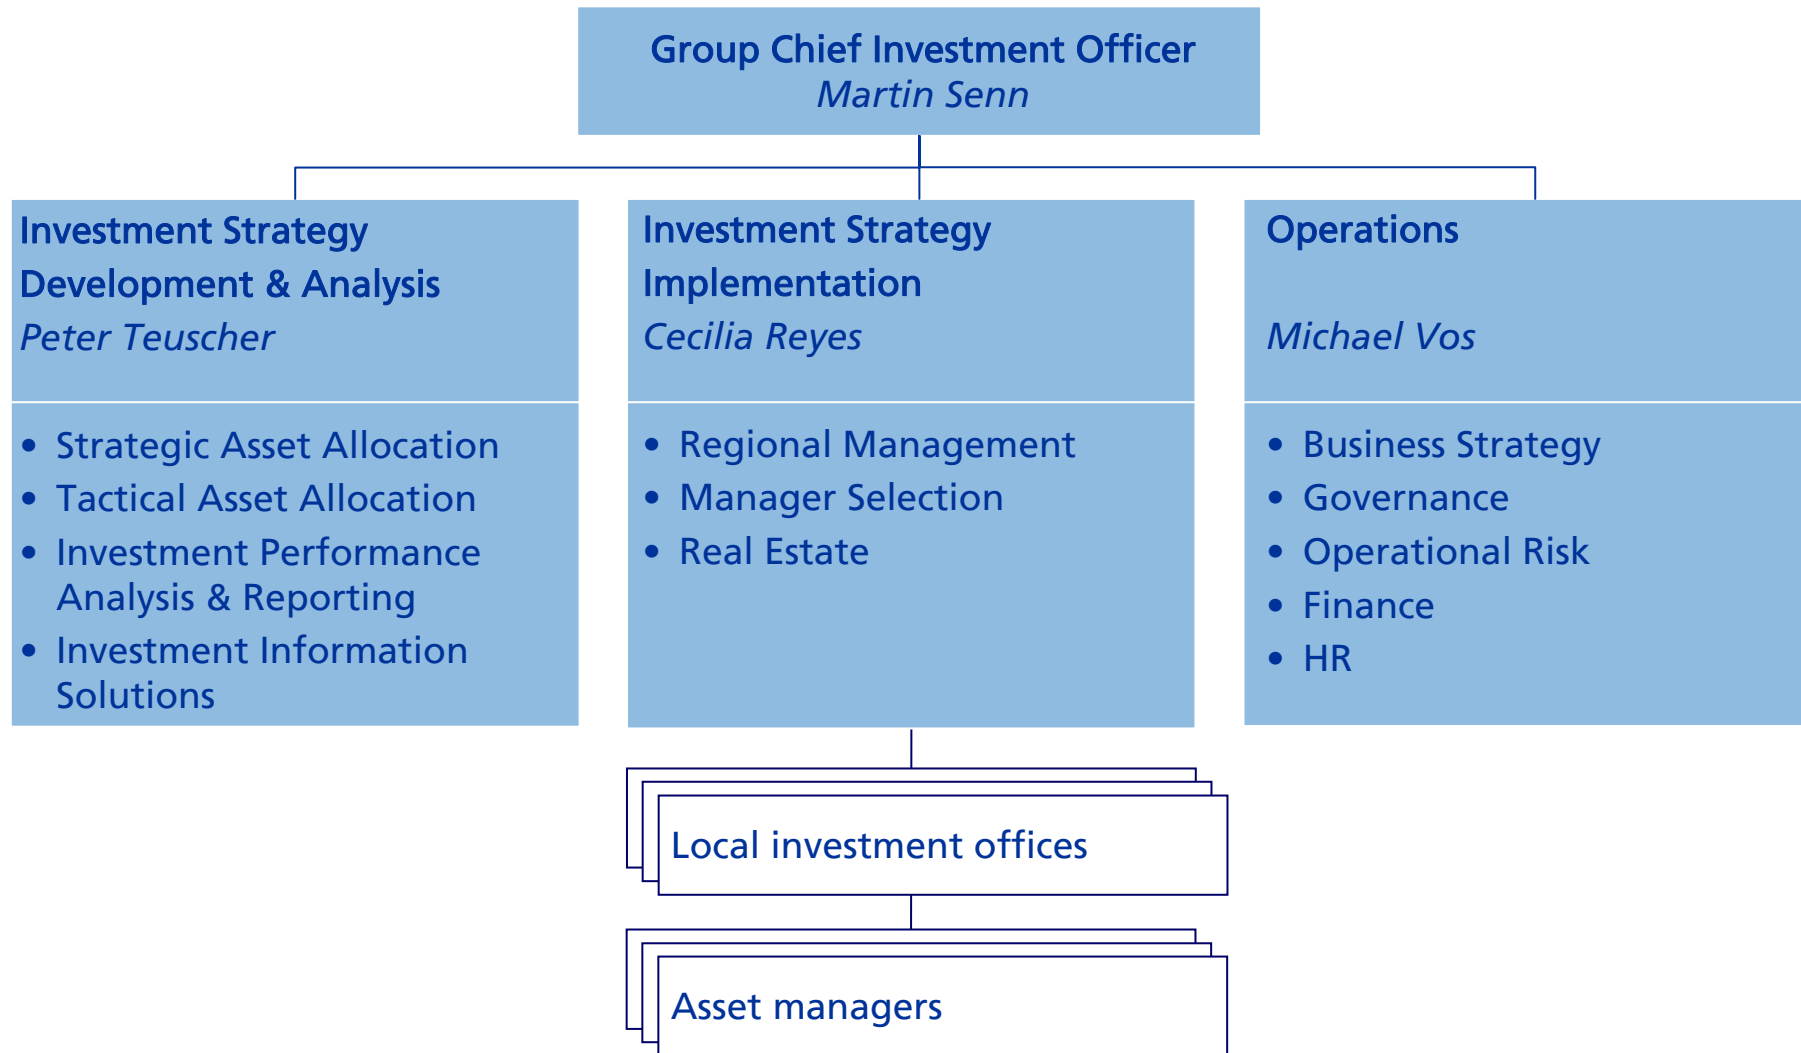 Group Chief Investment Officer
Martin Senn
Investment Strategy
Development & Analysis
Peter Teuscher
• Strategic Asset Allocation
• Tactical Asset Allocation
• Investment Performance
Analysis & Reporting
• Investment Information
Solutions
Investment Strategy
Implementation
Cecilia Reyes
• Regional Management
• Manager Selection
• Real Estate
Operations
Michael Vos
• Business Strategy
• Governance
• Operational Risk
• Finance
• HR
Local investment offices
Asset managers